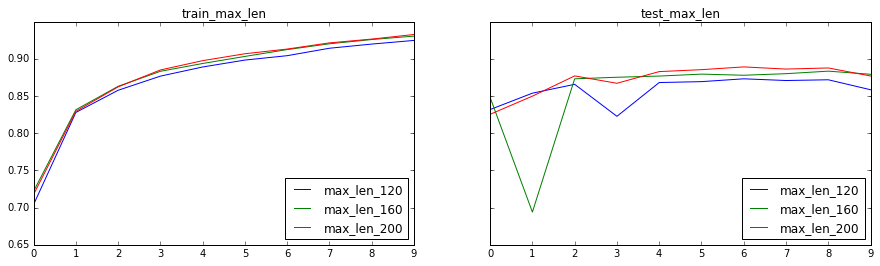 train_max_len
0.95
0.90
0.85
0.80
0.75
0.70
0.65
0 1 2 3 4 5 6 7 8 9
max_len_120
max_len_160
max_len_200
test_max_len
0 1 2 3 4 5 6 7 8 9
max_len_120
max_len_160
max_len_200